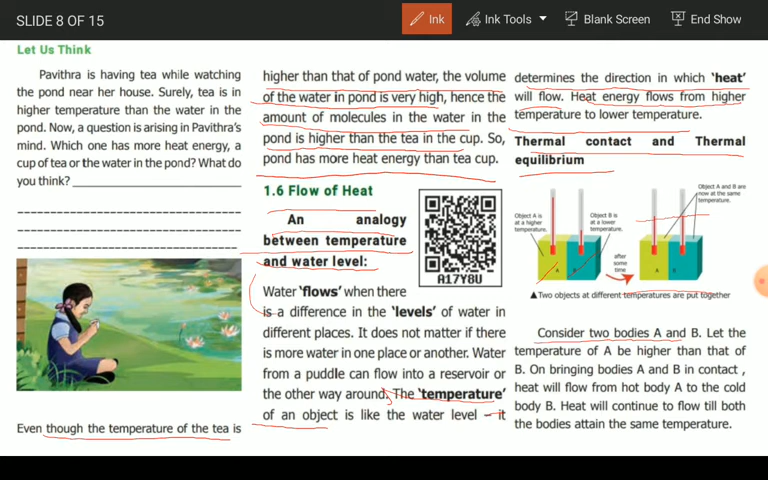 SLIDE 8 OF 15
Ink
Ink Tools
Blank Screen
End Show
Let Us Think
Pavithra is having tea while watching
the pond near her house. Surely, tea is in
higher temperature than the water in the
pond. Now, a question is arising in Pavithra's
mind. Which one has more heat energy, a
cup of tea or the water in the pond? What do
you think?
Even though the temperature of the tea is
higher than that of pond water, the volume
of the water in pond is very high, hence the
amount of molecules in the water in the
pond is higher than the tea in the cup. So,
pond has more heat energy than tea cup.
1.6 Flow of Heat
An analogy
between temperature
and water level:
A17Y8U
Water 'flows' when there
is a difference in the 'levels' of water in
different places. It does not matter if there
is more water in one place or another. Water
from a puddle can flow into a reservoir or
the other way around. The 'temperature'
of an object is like the water level – it
determines the direction in which 'heat'
will flow. Heat energy flows from higher
temperature to lower temperature.
Thermal contact and Thermal
equilibrium
Object A is
at a higher
temperature.
Object B is
at a lower
temperature.
Object A and B are
now at the same
temperature.
A
B
after
some
time
A
B
▲Two objects at different temperatures are put together
Consider two bodies A and B. Let the
temperature of A be higher than that of
B. On bringing bodies A and B in contact ,
heat will flow from hot body A to the cold
body B. Heat will continue to flow till both
the bodies attain the same temperature.